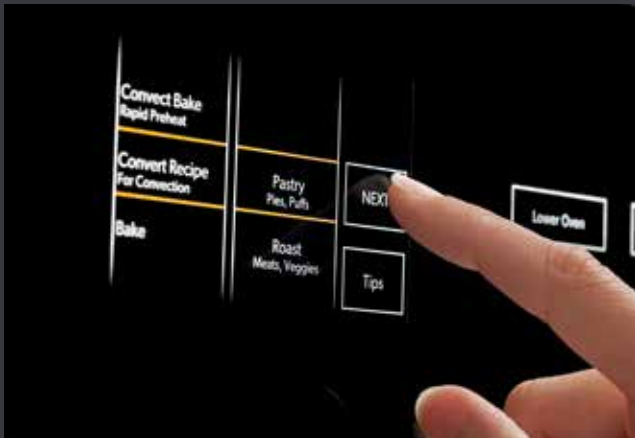 Convect Bake
Rapid Preheat
Convert Recipe
For Convection
Bake
Pastry
Pies, Puffs
Roast
Meats, Veggies
NEXT
Tips
Lower Oven